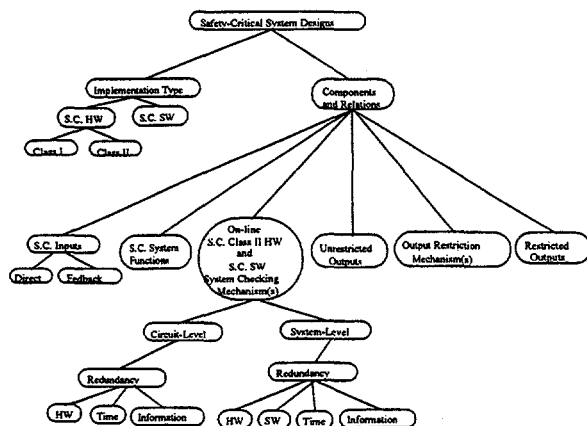 Safety-Critical System Designs
Implementation Type
Components
and Relations
S.C. HW
S.C. SW
Class I
Class II
S.C. Inputs
S.C. System
Functions
On-line
S.C. Class II HW
and
S.C. SW
System Checking
Mechanism(s)
Unrestricted
Outputs
Output Restriction
Mechanism(s)
Restricted
Outputs
Direct
Fedback
Circuit-Level
System-Level
Redundancy
Redundancy
HW
Time
Information
HW
SW
Time
Information